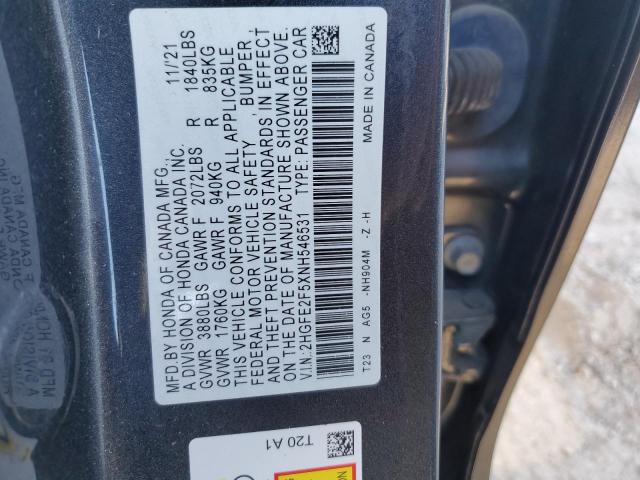 MFD.BY HONDA OF CANADA MFG., 11/21
A DIVISION OF HONDA CANADA INC.
GVWR 3880LBS GAWR F 2072LBS R 1840LBS
GVWR 1760KG GAWR F 940KG R 835KG
THIS VEHICLE CONFORMS TO ALL APPLICABLE
FEDERAL MOTOR VEHICLE SAFETY, BUMPER,
AND THEFT PREVENTION STANDARDS IN EFFECT
ON THE DATE OF MANUFACTURE SHOWN ABOVE.
V.I.N.:2HGFE2F5XNH546531 TYPE: PASSENGER CAR
T23 N AG5 -NH904M -Z -H MADE IN CANADA
T20 A1